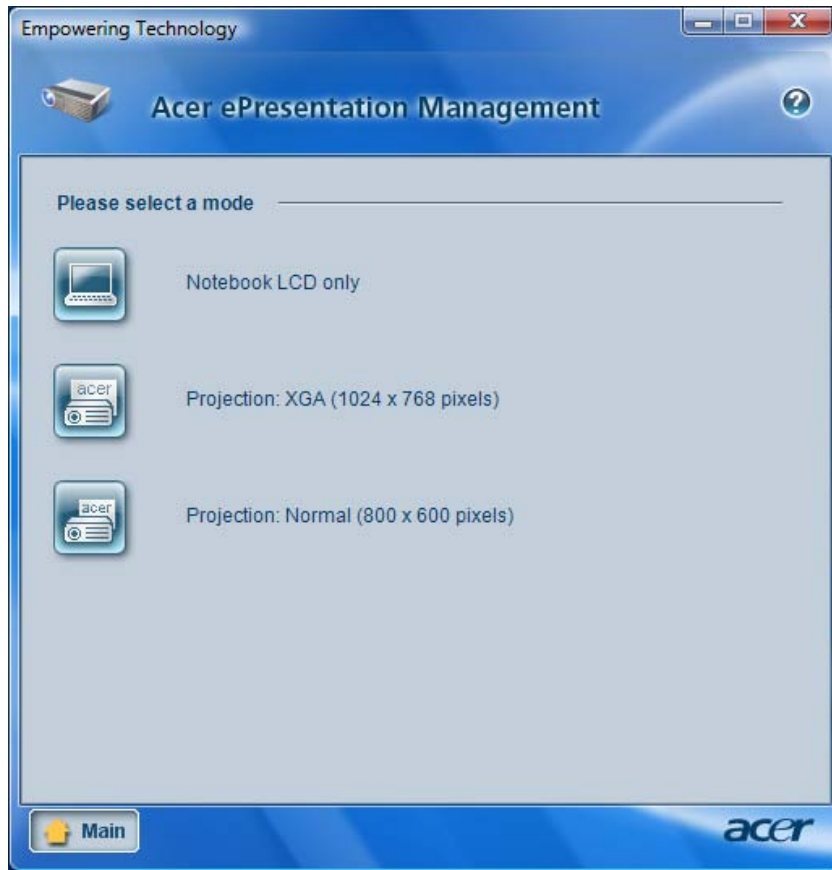 Empowering Technology
Acer ePresentation Management
?
Please select a mode
Notebook LCD only
acer
Projection: XGA (1024 x 768 pixels)
acer
Projection: Normal (800 x 600 pixels)
Main
acer